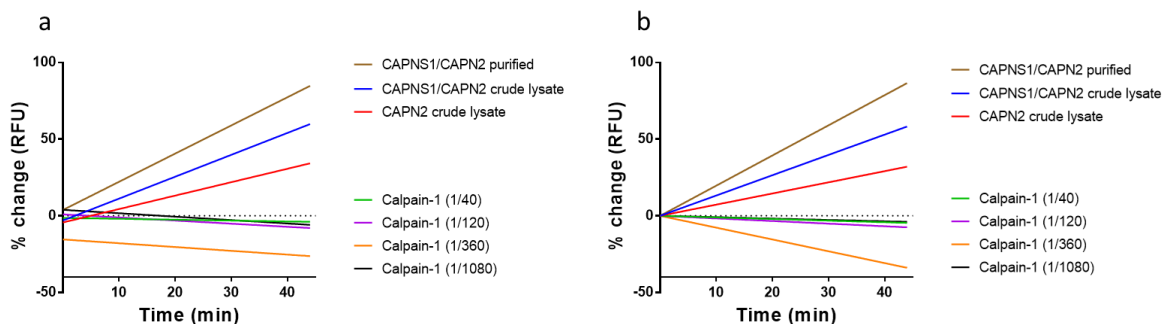 a
% change (RFU)
100
50
0
-50
10
20
30
40
Time (min)
CAPNS1/CAPN2 purified
CAPNS1/CAPN2 crude lysate
CAPN2 crude lysate
Calpain-1 (1/40)
Calpain-1 (1/120)
Calpain-1 (1/360)
Calpain-1 (1/1080)
b
% change (RFU)
100
50
0
-50
10
20
30
40
Time (min)
CAPNS1/CAPN2 purified
CAPNS1/CAPN2 crude lysate
CAPN2 crude lysate
Calpain-1 (1/40)
Calpain-1 (1/120)
Calpain-1 (1/360)
Calpain-1 (1/1080)